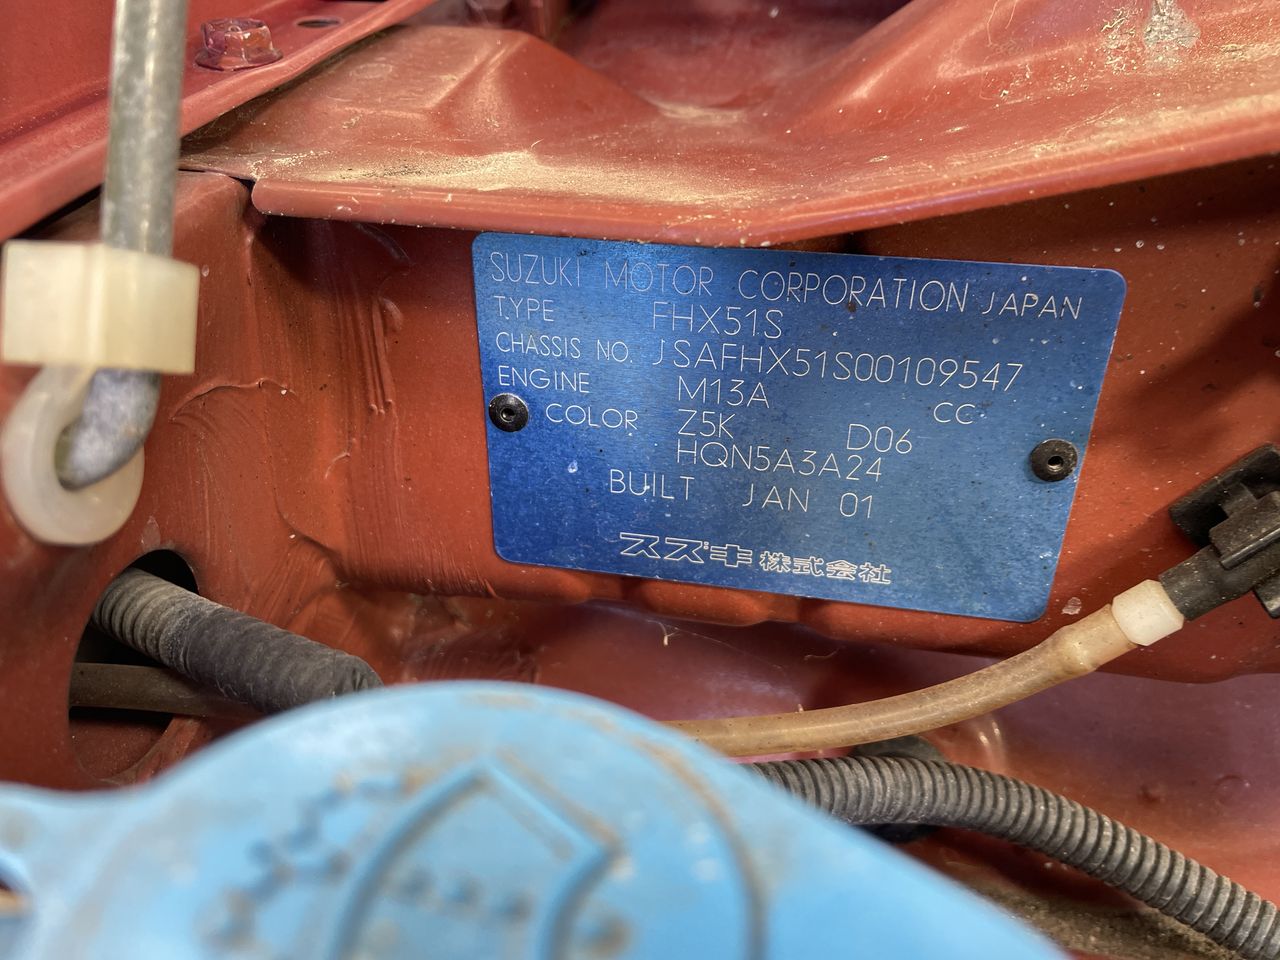 SUZUKI MOTOR CORPORATION JAPAN
TYPE FHX51S
CHASSIS NO. JSAFHX51S00109547
ENGINE M13A CC
COLOR Z5K D06
HQN5A3A24
BUILT JAN 01
スズキ株式会社